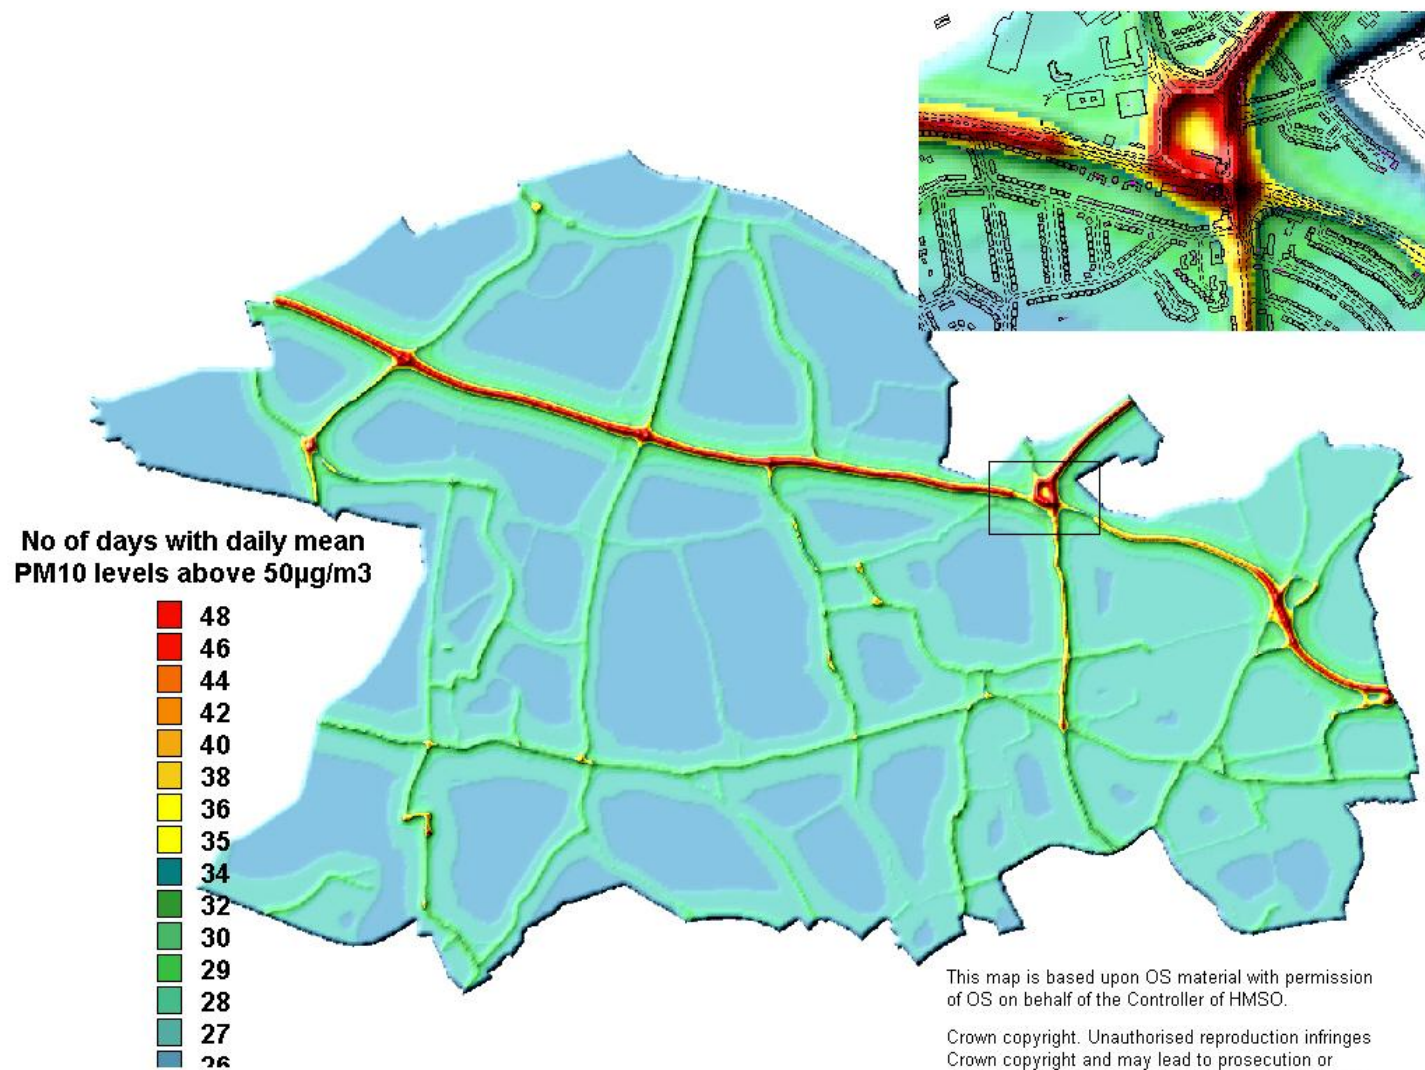 No of days with daily mean
PM10 levels above 50µg/m3
48
46
44
42
40
38
36
35
34
32
30
29
28
27
26
This map is based upon OS material with permission
of OS on behalf of the Controller of HMSO.
Crown copyright. Unauthorised reproduction infringes
Crown copyright and may lead to prosecution or